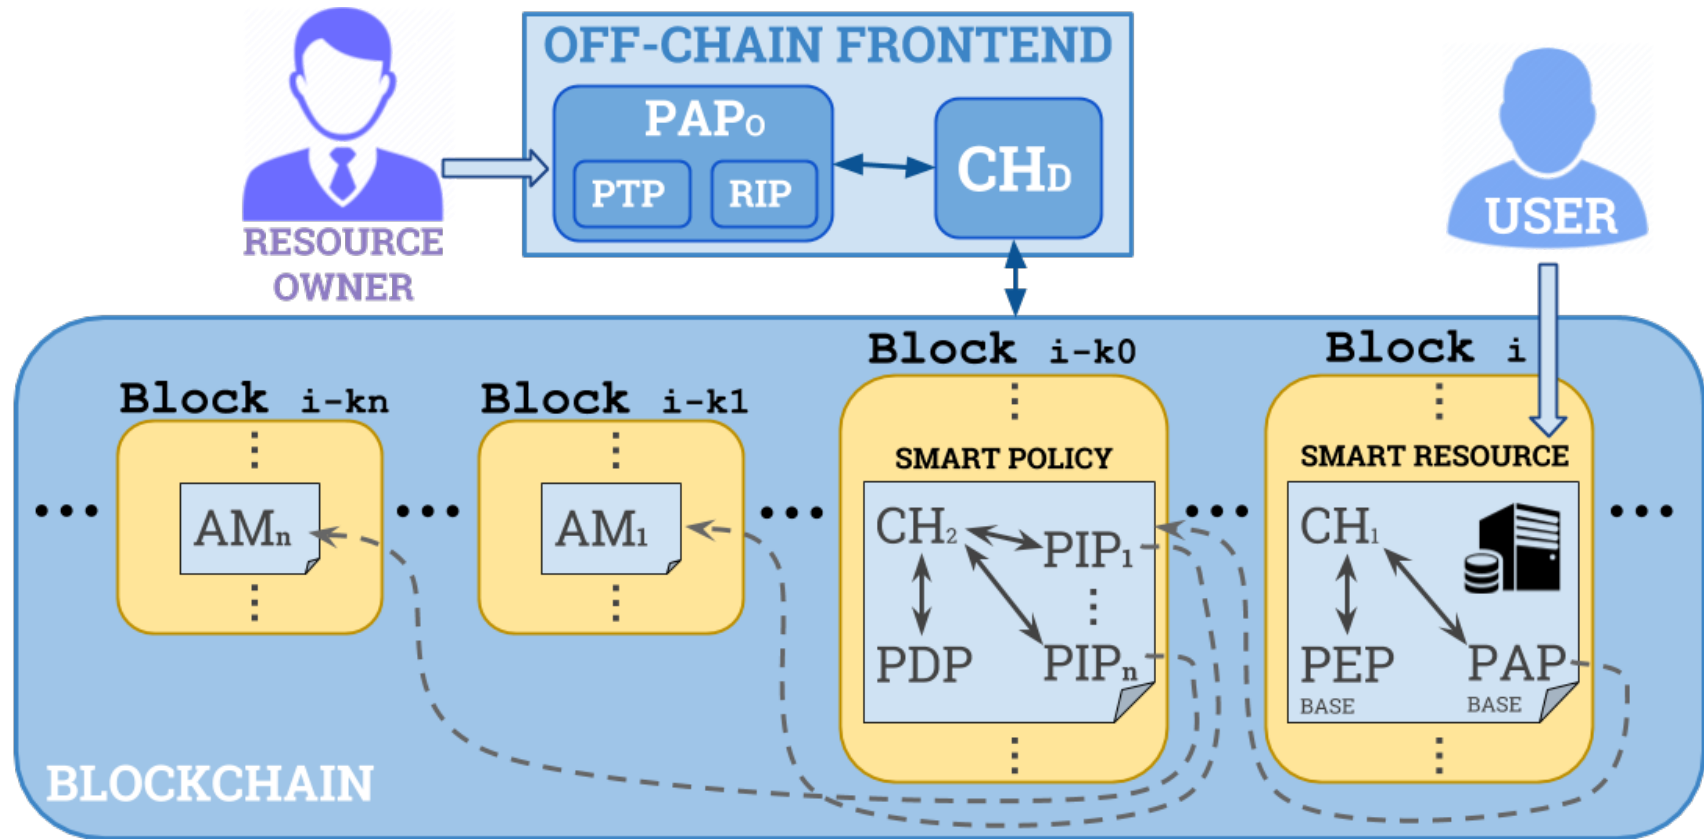 OFF-CHAIN FRONTEND
PAPO
PTP
RIP
CHD
RESOURCE
OWNER
USER
Block i-kn
AMn
Block i-k1
AM1
Block i-k0
SMART POLICY
CH2
PIP1
PDP
PIPn
Block i
SMART RESOURCE
CH1
PEP
BASE
PAP
BASE
BLOCKCHAIN